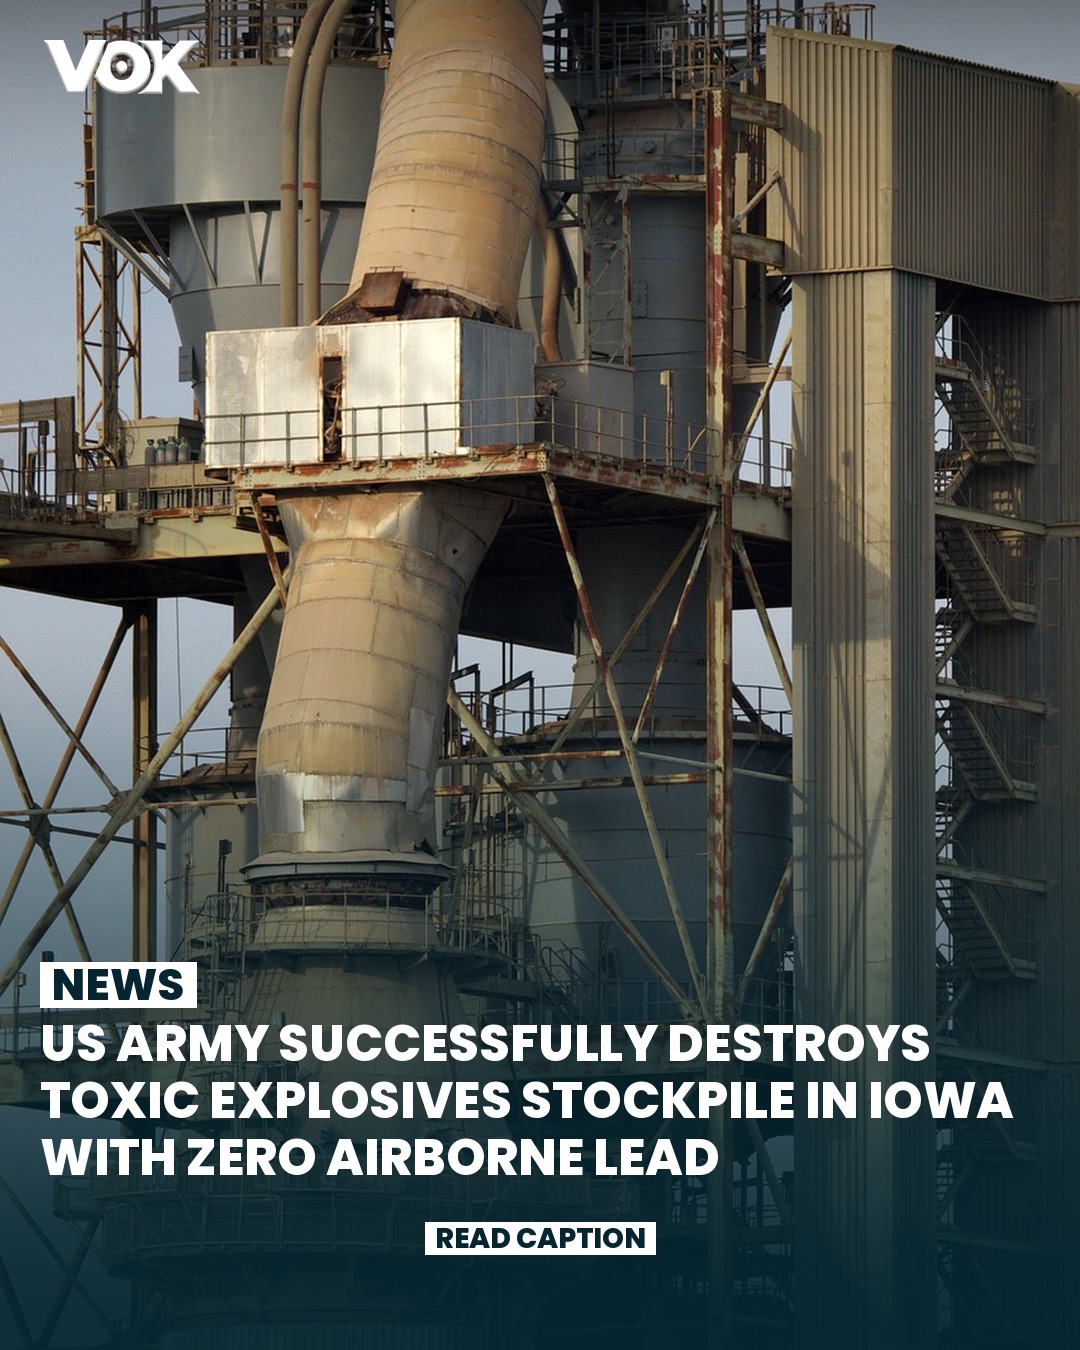 VOK
NEWS
US ARMY SUCCESSFULLY DESTROYS
TOXIC EXPLOSIVES STOCKPILE IN IOWA
WITH ZERO AIRBORNE LEAD
READ CAPTION